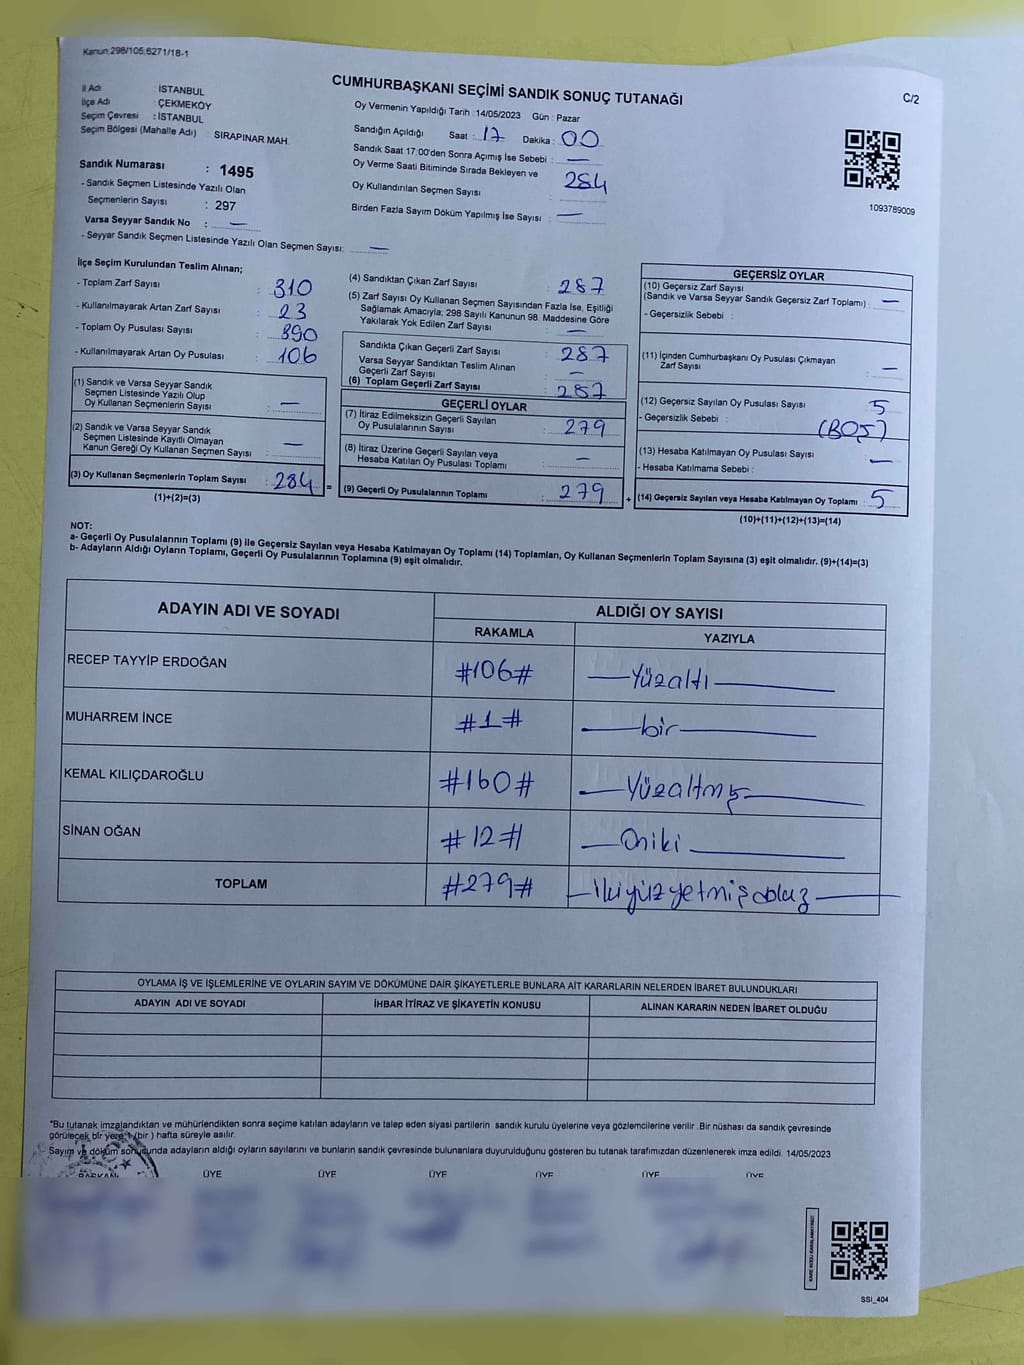 Kanun:298/105,6271/18-1
CUMHURBAŞKANI SEÇİMİ SANDIK SONUÇ TUTANAĞI
C/2
İl Adı : İSTANBUL
İlçe Adı : ÇEKMEKÖY
Seçim Çevresi : İSTANBUL
Seçim Bölgesi (Mahalle Adı) : SIRAPINAR MAH.
Sandık Numarası : 1495
- Sandık Seçmen Listesinde Yazılı Olan
Seçmenlerin Sayısı : 297
Varsa Seyyar Sandık No : —
- Seyyar Sandık Seçmen Listesinde Yazılı Olan Seçmen Sayısı: —
Oy Vermenin Yapıldığı Tarih : 14/05/2023 Gün : Pazar
Sandığın Açıldığı Saat : 17 Dakika : 00
Sandık Saat 17:00'den Sonra Açımış İse Sebebi : —
Oy Verme Saati Bitiminde Sırada Bekleyen ve
Oy Kullandırılan Seçmen Sayısı : 284
Birden Fazla Sayım Döküm Yapılmış İse Sayısı : —
1093789009
İlçe Seçim Kurulundan Teslim Alınan;
- Toplam Zarf Sayısı : 310
- Kullanılmayarak Artan Zarf Sayısı : 23
- Toplam Oy Pusulası Sayısı : 390
- Kullanılmayarak Artan Oy Pusulası : 106
(1) Sandık ve Varsa Seyyar Sandık
Seçmen Listesinde Yazılı Olup
Oy Kullanan Seçmenlerin Sayısı : —
(2) Sandık ve Varsa Seyyar Sandık
Seçmen Listesinde Kayıtlı Olmayan
Kanun Gereği Oy Kullanan Seçmen Sayısı : —
(3) Oy Kullanan Seçmenlerin Toplam Sayısı : 284 =
(1)+(2)=(3)
(4) Sandıktan Çıkan Zarf Sayısı : 287
(5) Zarf Sayısı Oy Kullanan Seçmen Sayısından Fazla İse, Eşitliği
Sağlamak Amacıyla; 298 Sayılı Kanunun 98. Maddesine Göre
Yakılarak Yok Edilen Zarf Sayısı : —
Sandıkta Çıkan Geçerli Zarf Sayısı : 287
Varsa Seyyar Sandıktan Teslim Alınan
Geçerli Zarf Sayısı : —
(6) Toplam Geçerli Zarf Sayısı : 287
GEÇERLİ OYLAR
(7) İtiraz Edilmeksizin Geçerli Sayılan
Oy Pusulalarının Sayısı : 279
(8) İtiraz Üzerine Geçerli Sayılan veya
Hesaba Katılan Oy Pusulası Toplamı : —
(9) Geçerli Oy Pusulalarının Toplamı : 279 +
GEÇERSİZ OYLAR
(10) Geçersiz Zarf Sayısı
(Sandık ve Varsa Seyyar Sandık Geçersiz Zarf Toplamı) : —
- Geçersizlik Sebebi :
(11) İçinden Cumhurbaşkanı Oy Pusulası Çıkmayan
Zarf Sayısı : —
(12) Geçersiz Sayılan Oy Pusulası Sayısı : 5
- Geçersizlik Sebebi : (BOŞ)
(13) Hesaba Katılmayan Oy Pusulası Sayısı : —
- Hesaba Katılmama Sebebi :
(14) Geçersiz Sayılan veya Hesaba Katılmayan Oy Toplamı : 5
(10)+(11)+(12)+(13)=(14)
NOT:
a- Geçerli Oy Pusulalarının Toplamı (9) ile Geçersiz Sayılan veya Hesaba Katılmayan Oy Toplamı (14) Toplamları, Oy Kullanan Seçmenlerin Toplam Sayısına (3) eşit olmalıdır. (9)+(14)=(3)
b- Adayların Aldığı Oyların Toplamı, Geçerli Oy Pusulalarının Toplamına (9) eşit olmalıdır.
ADAYIN ADI VE SOYADI ALDIĞI OY SAYISI
RAKAMLA YAZIYLA
RECEP TAYYİP ERDOĞAN #106# — Yüzaltı —
MUHARREM İNCE #1# — bir —
KEMAL KILIÇDAROĞLU #160# — Yüzaltmış —
SİNAN OĞAN #12# — Oniki —
TOPLAM #279# — ikiyüzyetmişdokuz —
OYLAMA İŞ VE İŞLEMLERİNE VE OYLARIN SAYIM VE DÖKÜMÜNE DAİR ŞİKAYETLERLE BUNLARA AİT KARARLARIN NELERDEN İBARET BULUNDUKLARI
ADAYIN ADI VE SOYADI İHBAR İTİRAZ VE ŞİKAYETİN KONUSU ALINAN KARARIN NEDEN İBARET OLDUĞU
*Bu tutanak imzalandıktan ve mühürlendikten sonra seçime katılan adayların ve talep eden siyasi partilerin sandık kurulu üyelerine veya gözlemcilerine verilir. Bir nüshası da sandık çevresinde
görülecek bir yere 1 (bir ) hafta süreyle asılır.
Sayım ve döküm sonucunda adayların aldığı oyların sayılarını ve bunların sandık çevresinde bulunanlara duyurulduğunu gösteren bu tutanak tarafımızdan düzenlenerek imza edildi. 14/05/2023
BAŞKAN ÜYE ÜYE ÜYE ÜYE ÜYE ÜYE
KARE KODU KARALAMAYINIZ!
SSI_404